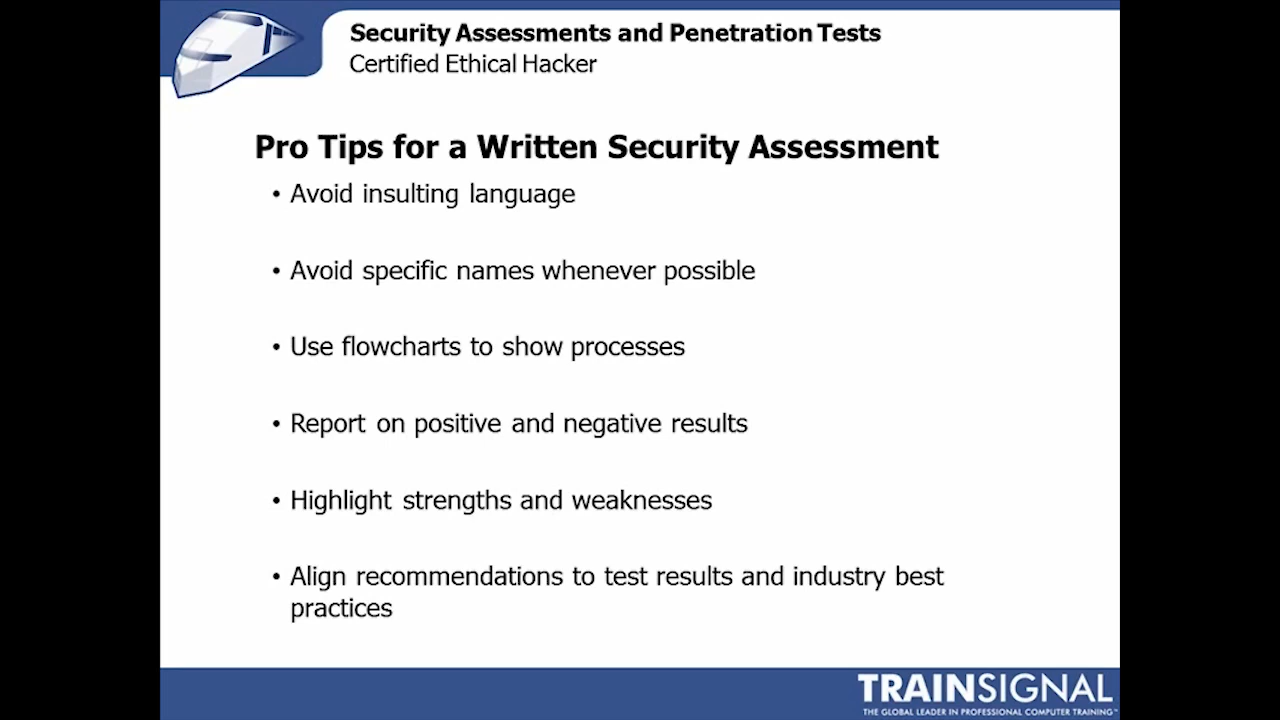 Security Assessments and Penetration Tests
Certified Ethical Hacker
Pro Tips for a Written Security Assessment
• Avoid insulting language
• Avoid specific names whenever possible
• Use flowcharts to show processes
• Report on positive and negative results
• Highlight strengths and weaknesses
• Align recommendations to test results and industry best
practices
TRAINSIGNAL
THE GLOBAL LEADER IN PROFESSIONAL COMPUTER TRAINING™